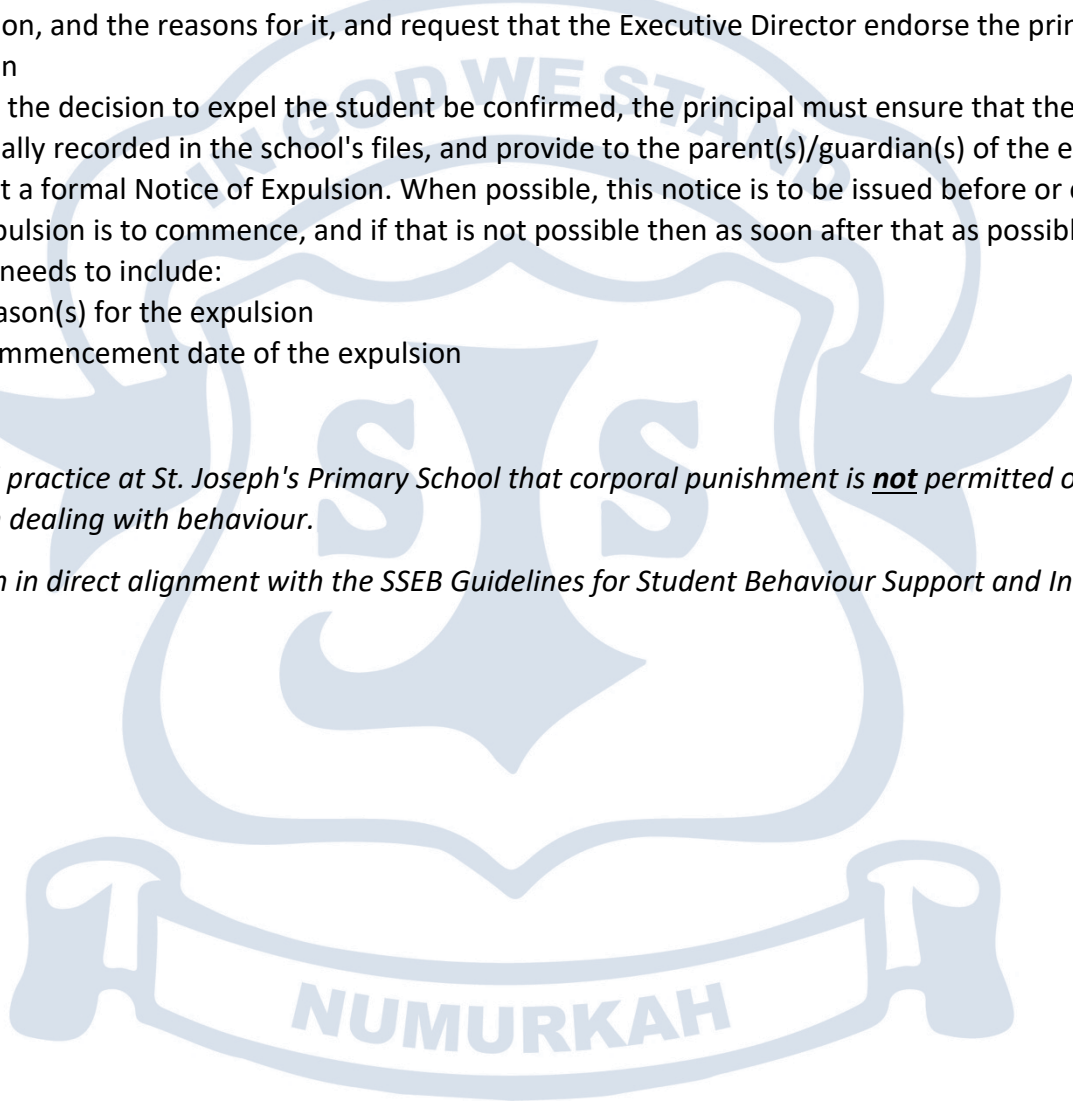 on, and the reasons for it, and request that the Executive Director endorse the prin
n
the decision to expel the student be confirmed, the principal must ensure that the
ally recorded in the school's files, and provide to the parent(s)/guardian(s) of the e
t a formal Notice of Expulsion. When possible, this notice is to be issued before or
pulsion is to commence, and if that is not possible then as soon after that as possibl
needs to include:
ason(s) for the expulsion
mmencement date of the expulsion
practice at St. Joseph's Primary School that corporal punishment is not permitted o
dealing with behaviour.
n in direct alignment with the SSEB Guidelines for Student Behaviour Support and In
IN GOD WE STAND
SJS
NUMURKAH